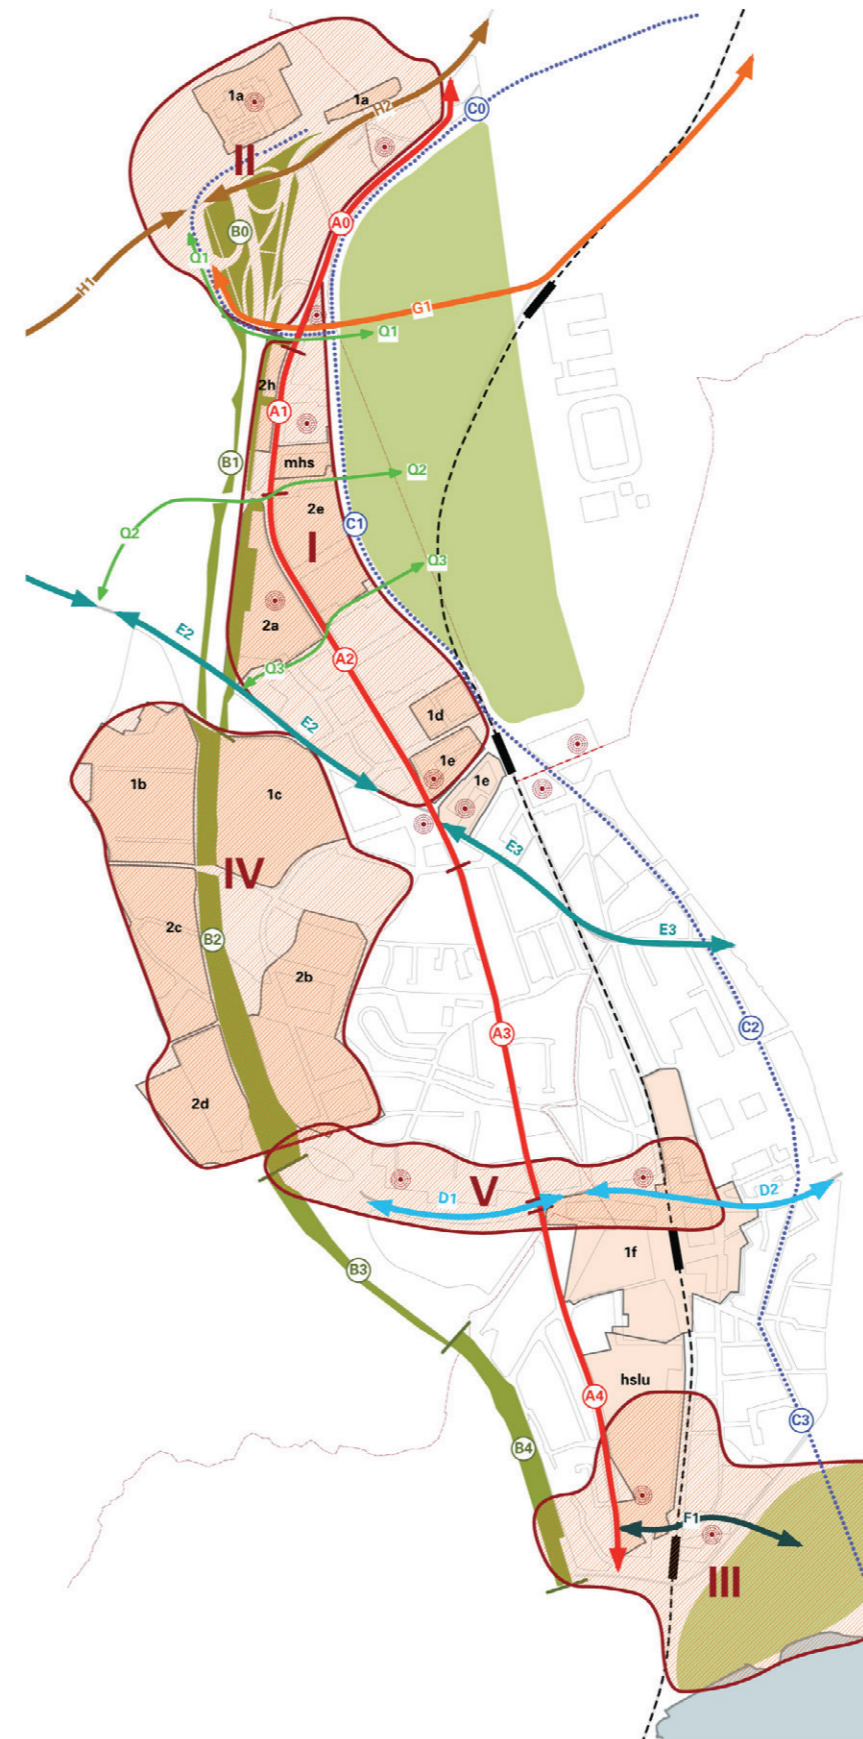 1a
1a
H2
C0
II
A0
B0
Q1
H1
G1
Q1
2h
A1
mhs
B1
Q2
2e
C1
Q2
I
Q3
2a
E2
A2
Q3
1d
E2
1e
1e
1b
1c
E3
IV
2c
B2
E3
2b
C2
A3
2d
V
D1
D2
1f
B3
hslu
A4
C3
B4
F1
III